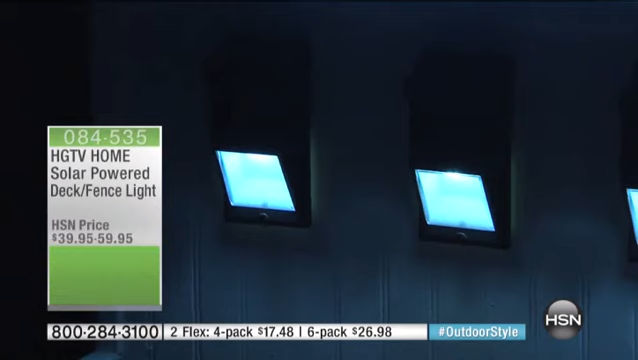 084-535
HGTV HOME
Solar Powered
Deck/Fence Light
HSN Price
$39.95-59.95
800-284-3100 2 Flex: 4-pack $17.48 | 6-pack $26.98 #OutdoorStyle
HSN